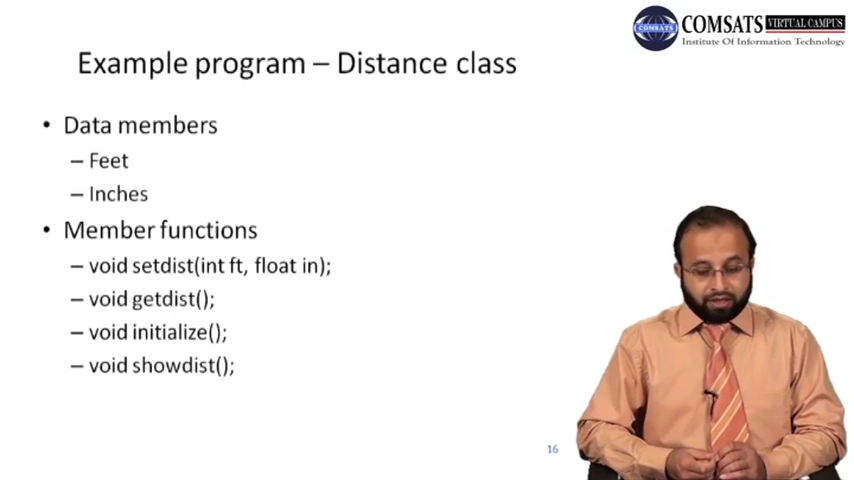 COMSATS VIRTUAL CAMPUS
COMSATS
Institute Of Information Technology
Example program – Distance class
• Data members
– Feet
– Inches
• Member functions
– void setdist(int ft, float in);
– void getdist();
– void initialize();
– void showdist();
16